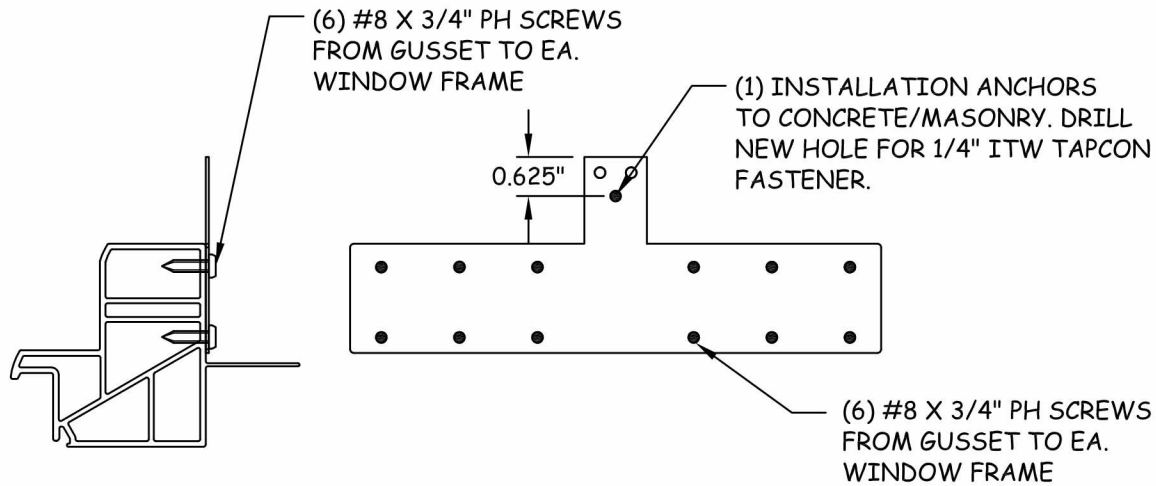 (6) #8 X 3/4" PH SCREWS
FROM GUSSET TO EA.
WINDOW FRAME
(1) INSTALLATION ANCHORS
TO CONCRETE/MASONRY. DRILL
NEW HOLE FOR 1/4" ITW TAPCON
FASTENER.
0.625"
(6) #8 X 3/4" PH SCREWS
FROM GUSSET TO EA.
WINDOW FRAME